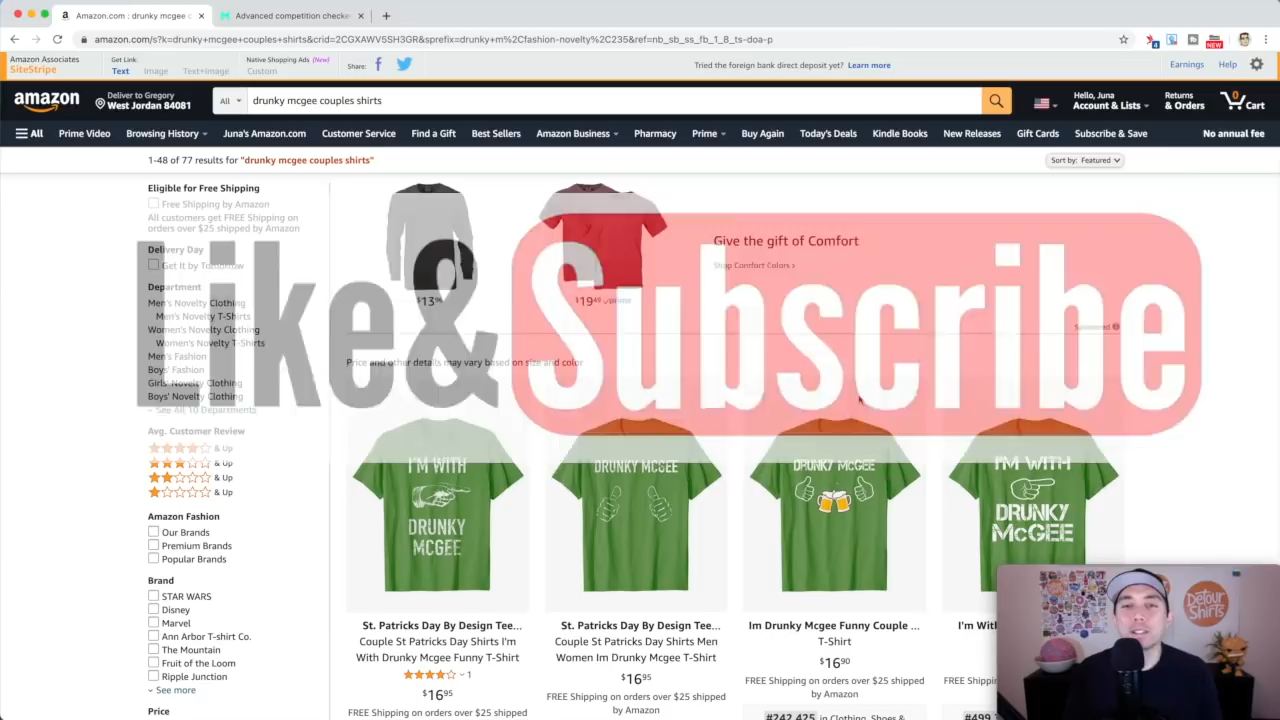 Amazon.com : drunky mcgee c
Advanced competition checke
amazon.com/s?k=drunky+mcgee+couples+shirts&crid=2CGXAWV5SH3GR&sprefix=drunky+m%2Cfashion-novelty%2C235&ref=nb_sb_ss_fb_1_8_ts-doa-p
4
NEW
Amazon Associates
SiteStripe
Get Link:
Text Image Text+Image
Native Shopping Ads (New)
Custom
Share:
Tried the foreign bank direct deposit yet? Learn more
Earnings Help
amazon
Deliver to Gregory
West Jordan 84081
All
drunky mcgee couples shirts
Hello, Juna
Account & Lists
Returns
& Orders
0
Cart
All Prime Video Browsing History Juna's Amazon.com Customer Service Find a Gift Best Sellers Amazon Business Pharmacy Prime Buy Again Today's Deals Kindle Books New Releases Gift Cards Subscribe & Save No annual fee
1-48 of 77 results for "drunky mcgee couples shirts"
Sort by: Featured
Eligible for Free Shipping
Free Shipping by Amazon
All customers get FREE Shipping on
orders over $25 shipped by Amazon
Delivery Day
Get It by Tomorrow
Department
Men's Novelty Clothing
Men's Novelty T-Shirts
Women's Novelty Clothing
Women's Novelty T-Shirts
Men's Fashion
Boys' Fashion
Girls' Novelty Clothing
Boys' Novelty Clothing
See All 10 Departments
Avg. Customer Review
& Up
& Up
& Up
& Up
Amazon Fashion
Our Brands
Premium Brands
Popular Brands
Brand
STAR WARS
Disney
Marvel
Ann Arbor T-shirt Co.
The Mountain
Fruit of the Loom
Ripple Junction
See more
Price
$19.49 prime
Give the gift of Comfort
Shop Comfort Colors ›
Sponsored
Price and other details may vary based on size and color
Like & Subscribe
I'M WITH
DRUNKY
MCGEE
DRUNKY MCGEE
DRUNKY MCGEE
I'M WITH
DRUNKY
McGEE
St. Patricks Day By Design Tee...
Couple St Patricks Day Shirts I'm
With Drunky Mcgee Funny T-Shirt
1
$16.95
FREE Shipping on orders over $25 shipped
St. Patricks Day By Design Tee...
Couple St Patricks Day Shirts Men
Women Im Drunky Mcgee T-Shirt
$16.95
FREE Shipping on orders over $25 shipped
by Amazon
Im Drunky Mcgee Funny Couple ...
T-Shirt
$16.90
FREE Shipping on orders over $25 shipped
by Amazon
#242,425 in Clothing, Shoes &
I'm With
FREE Shipping
DeTour
Shirts